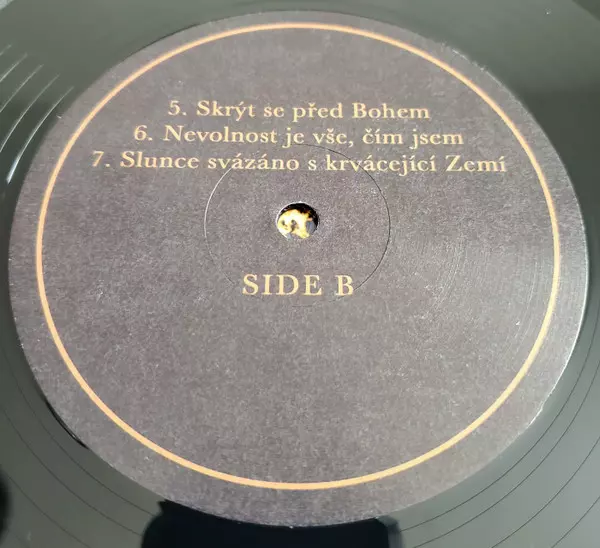 5. Skrýt se před Bohem
6. Nevolnost je vše, čím jsem
7. Slunce svázáno s krvácející Zemí
SIDE B